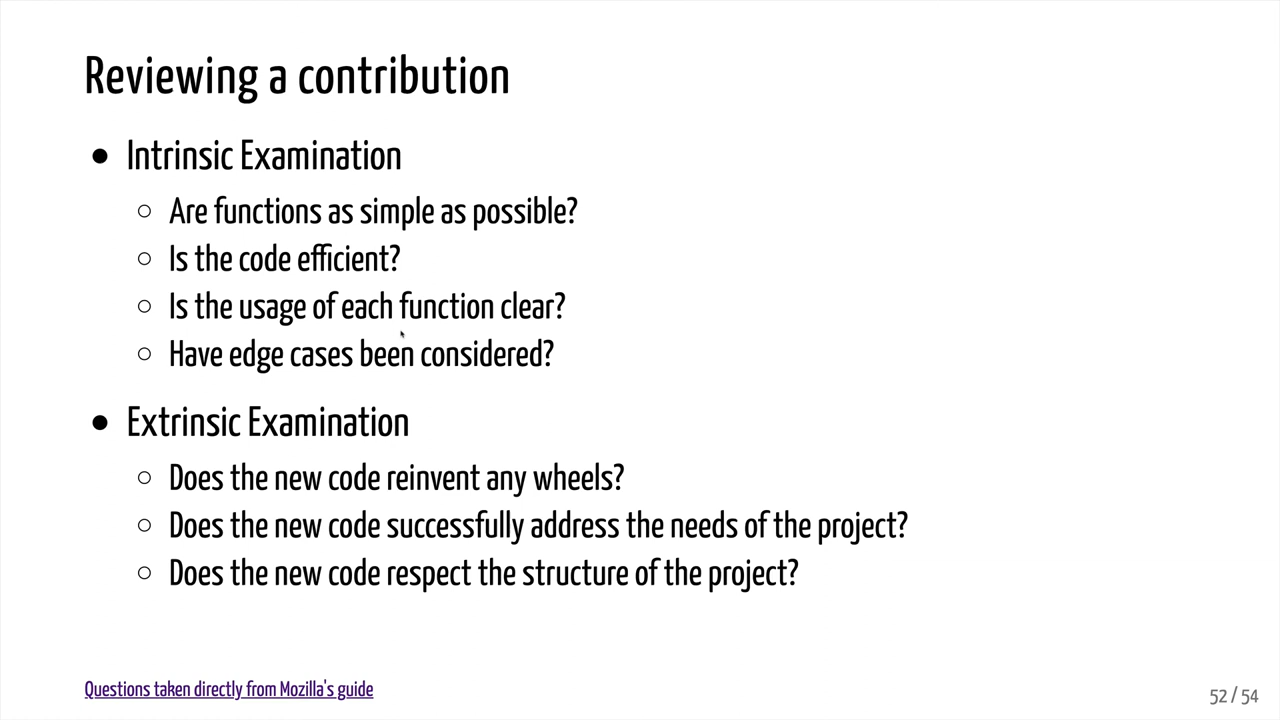 Reviewing a contribution
Intrinsic Examination
Are functions as simple as possible?
Is the code efficient?
Is the usage of each function clear?
Have edge cases been considered?
Extrinsic Examination
Does the new code reinvent any wheels?
Does the new code successfully address the needs of the project?
Does the new code respect the structure of the project?
Questions taken directly from Mozilla's guide
52 / 54